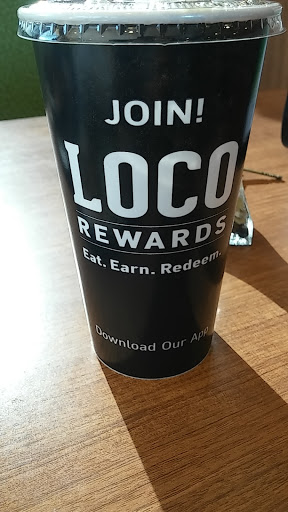 JOIN!
LOCO
REWARDS
Eat. Earn. Redeem.
Download Our App